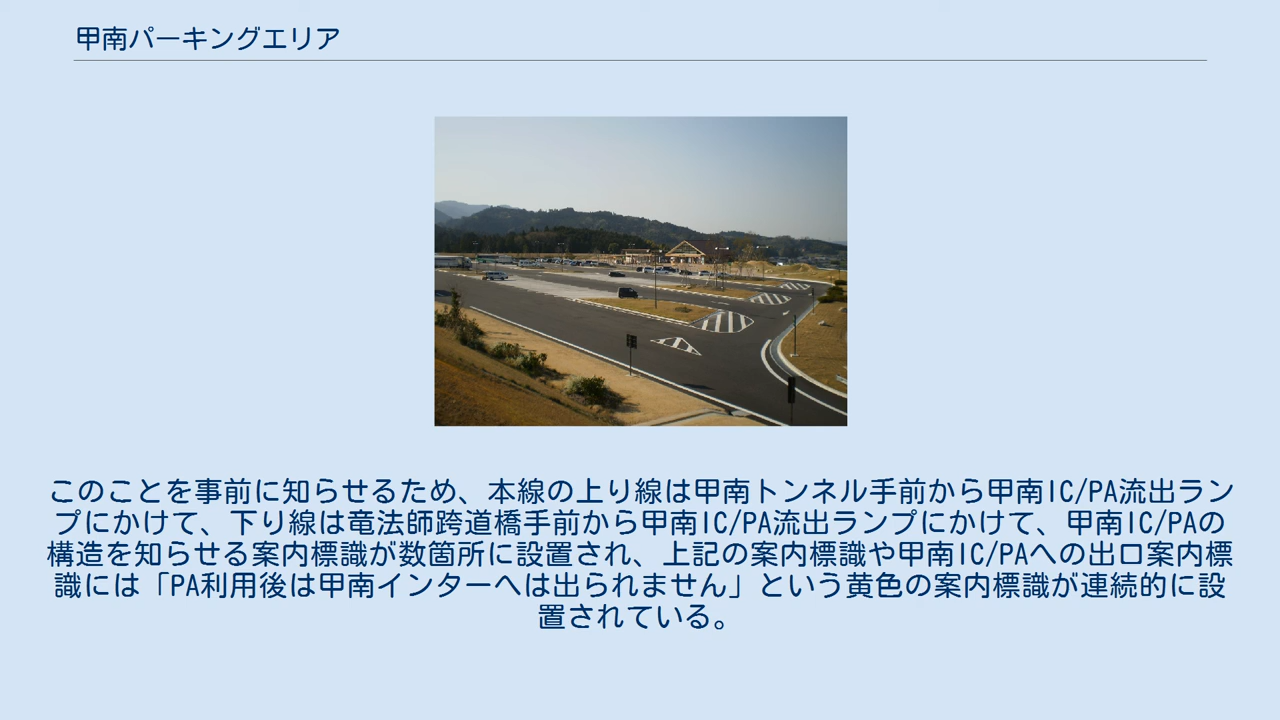 甲南パーキングエリア
このことを事前に知らせるため、本線の上り線は甲南トンネル手前から甲南IC/PA流出ラン
プにかけて、下り線は竜法師跨道橋手前から甲南IC/PA流出ランプにかけて、甲南IC/PAの
構造を知らせる案内標識が数箇所に設置され、上記の案内標識や甲南IC/PAへの出口案内標
識には「PA利用後は甲南インターへは出られません」という黄色の案内標識が連続的に設
置されている。